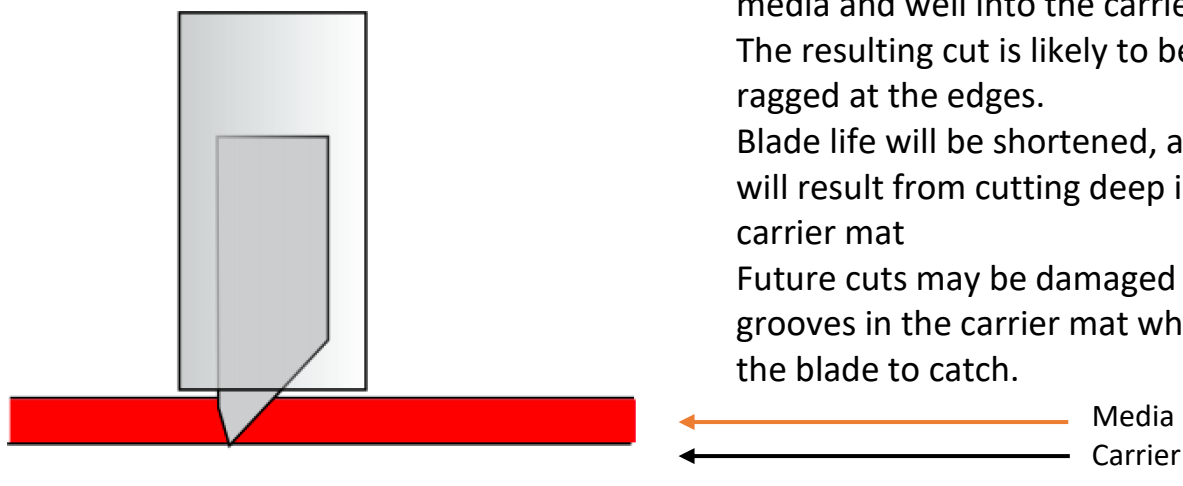 media and well into the carrie
The resulting cut is likely to be
ragged at the edges.
Blade life will be shortened, a
will result from cutting deep i
carrier mat
Future cuts may be damaged
grooves in the carrier mat wh
the blade to catch.
Media
Carrier